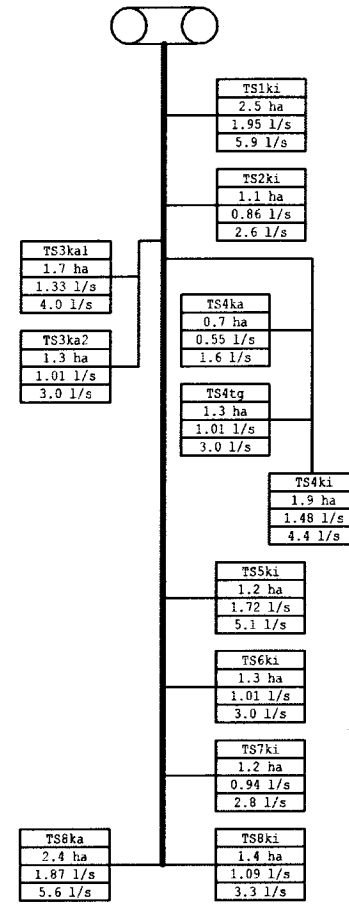 TS1ki
2.5 ha
1.95 l/s
5.9 l/s
TS2ki
1.1 ha
0.86 l/s
2.6 l/s
TS3ka1
1.7 ha
1.33 l/s
4.0 l/s
TS3ka2
1.3 ha
1.01 l/s
3.0 l/s
TS4ka
0.7 ha
0.55 l/s
1.6 l/s
TS4tg
1.3 ha
1.01 l/s
3.0 l/s
TS4ki
1.9 ha
1.48 l/s
4.4 l/s
TS5ki
1.2 ha
1.72 l/s
5.1 l/s
TS6ki
1.3 ha
1.01 l/s
3.0 l/s
TS7ki
1.2 ha
0.94 l/s
2.8 l/s
TS8ka
2.4 ha
1.87 l/s
5.6 l/s
TS8ki
1.4 ha
1.09 l/s
3.3 l/s